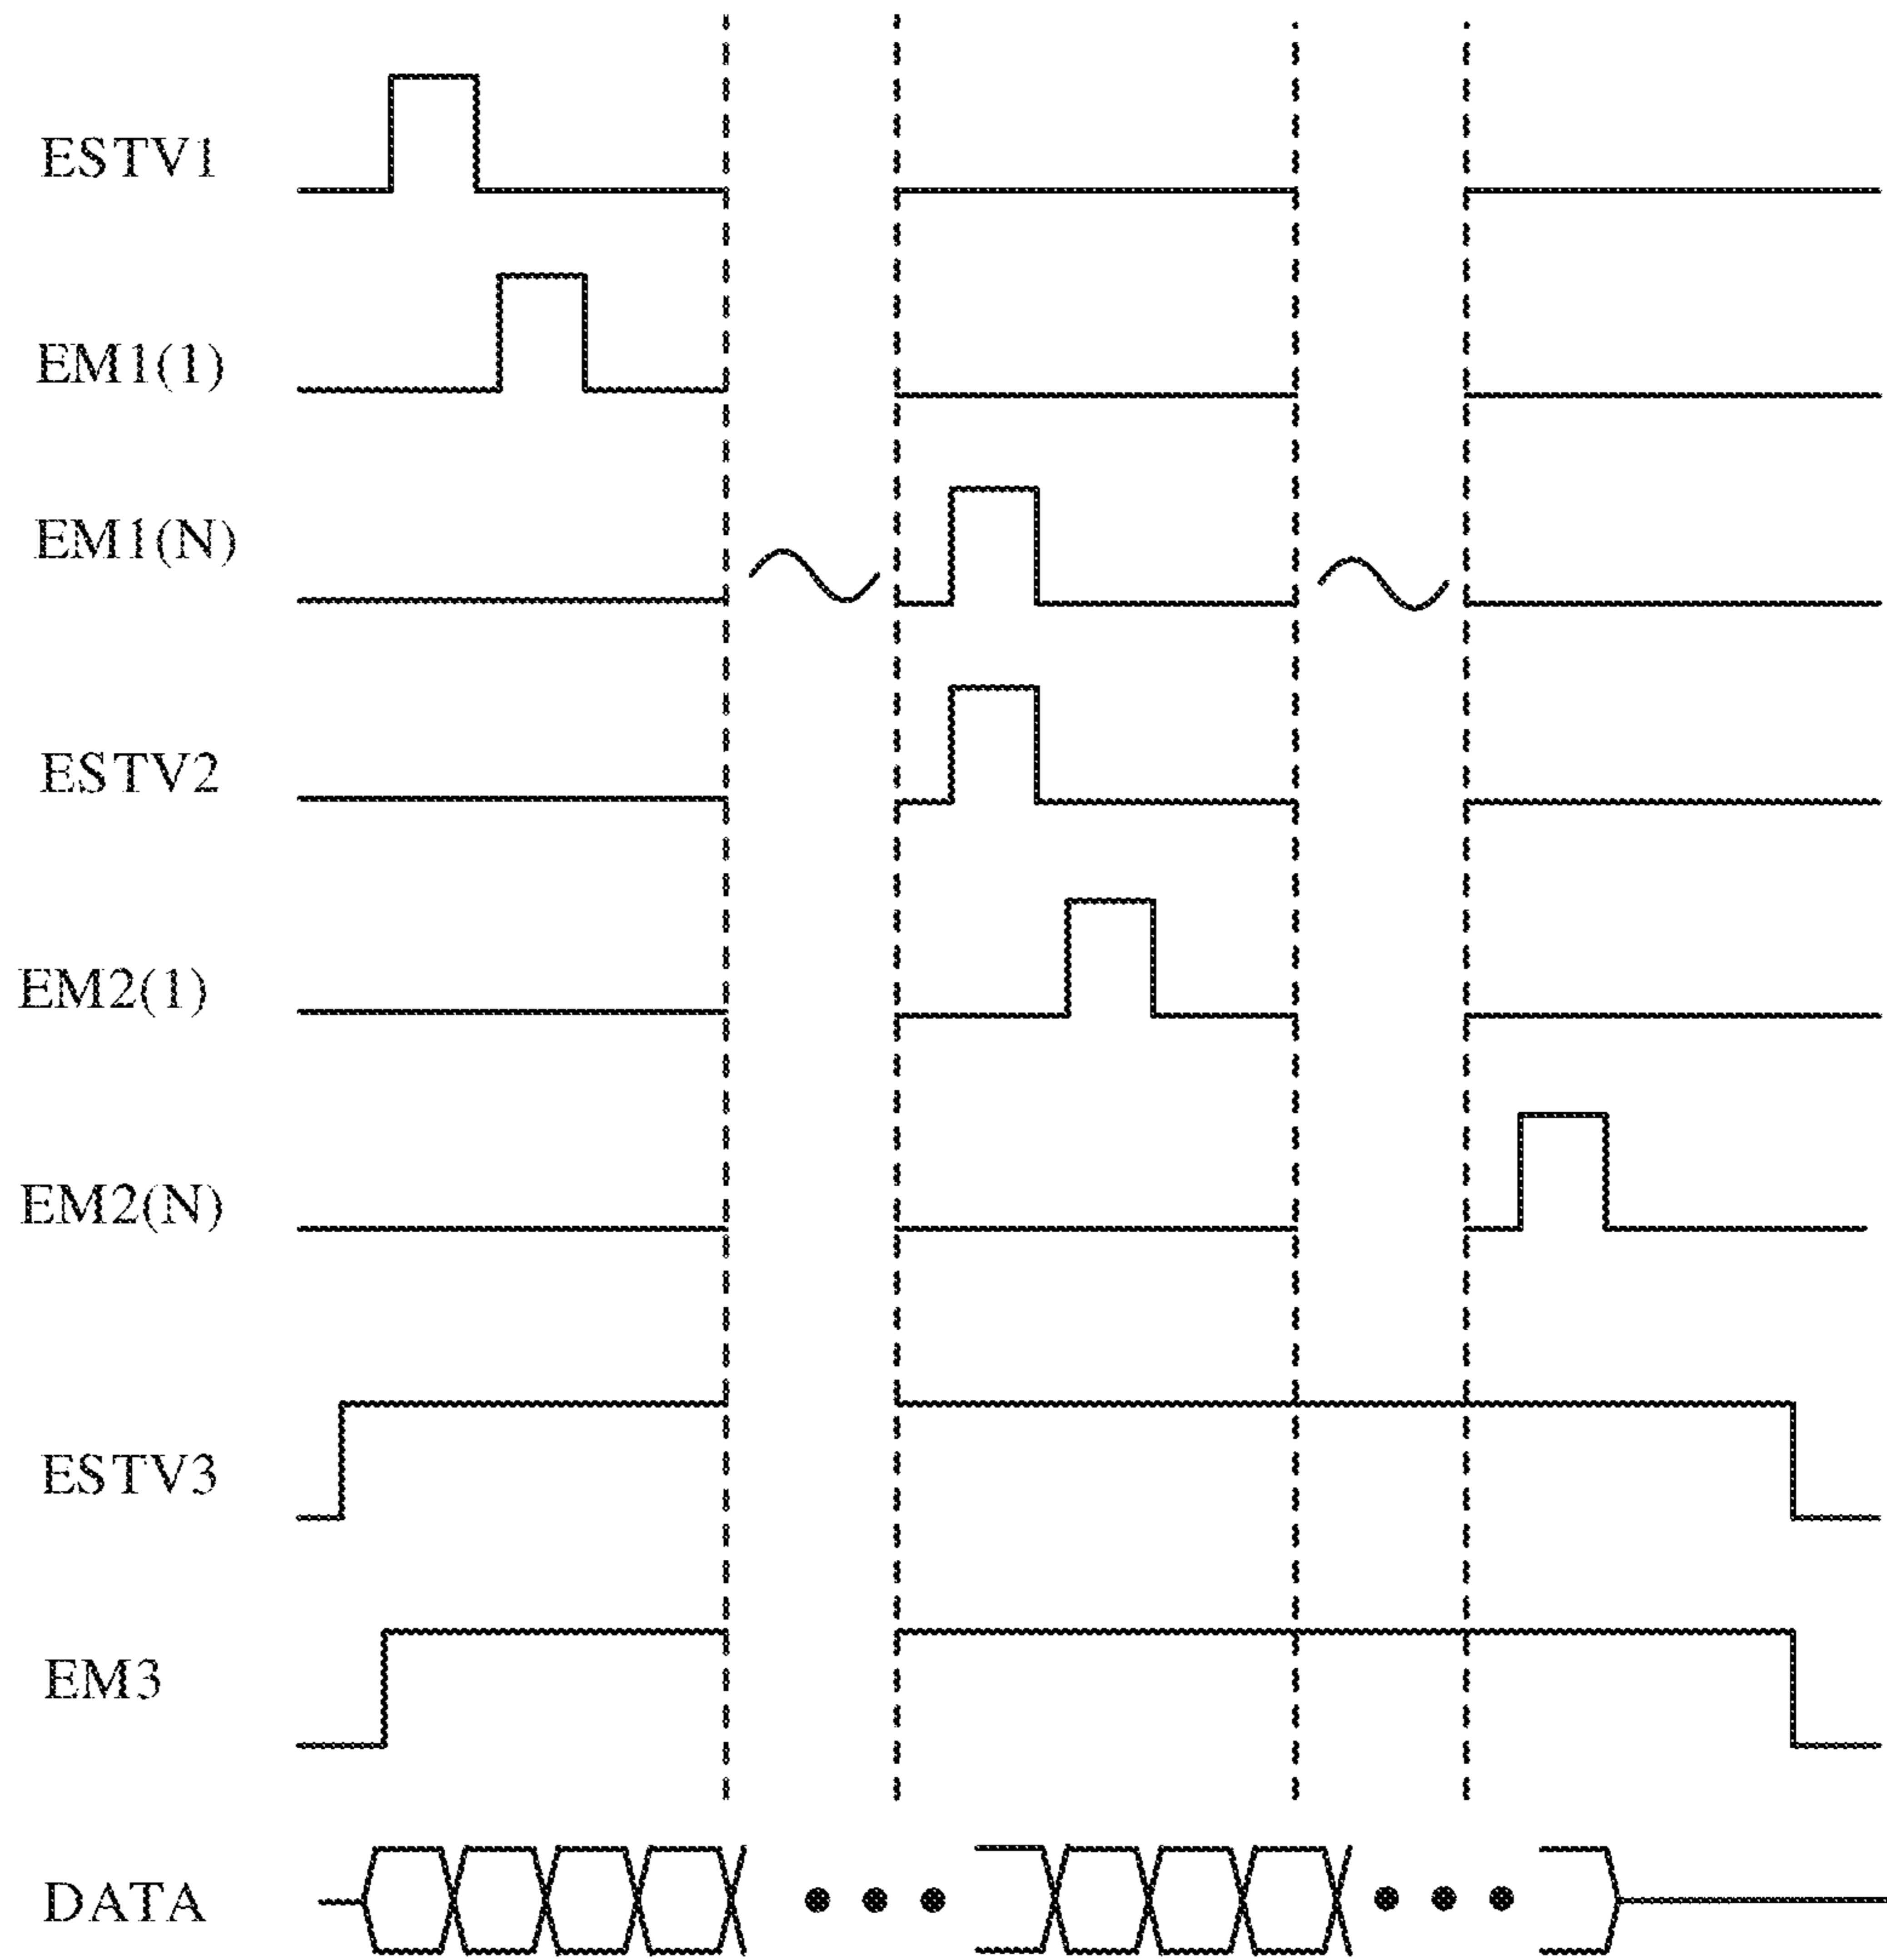 ESTV1
EM1(1)
EM1(N)
ESTV2
EM2(1)
EM2(N)
ESTV3
EM3
DATA